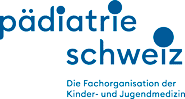 pädiatrie
schweiz
Die Fachorganisation der
Kinder- und Jugendmedizin